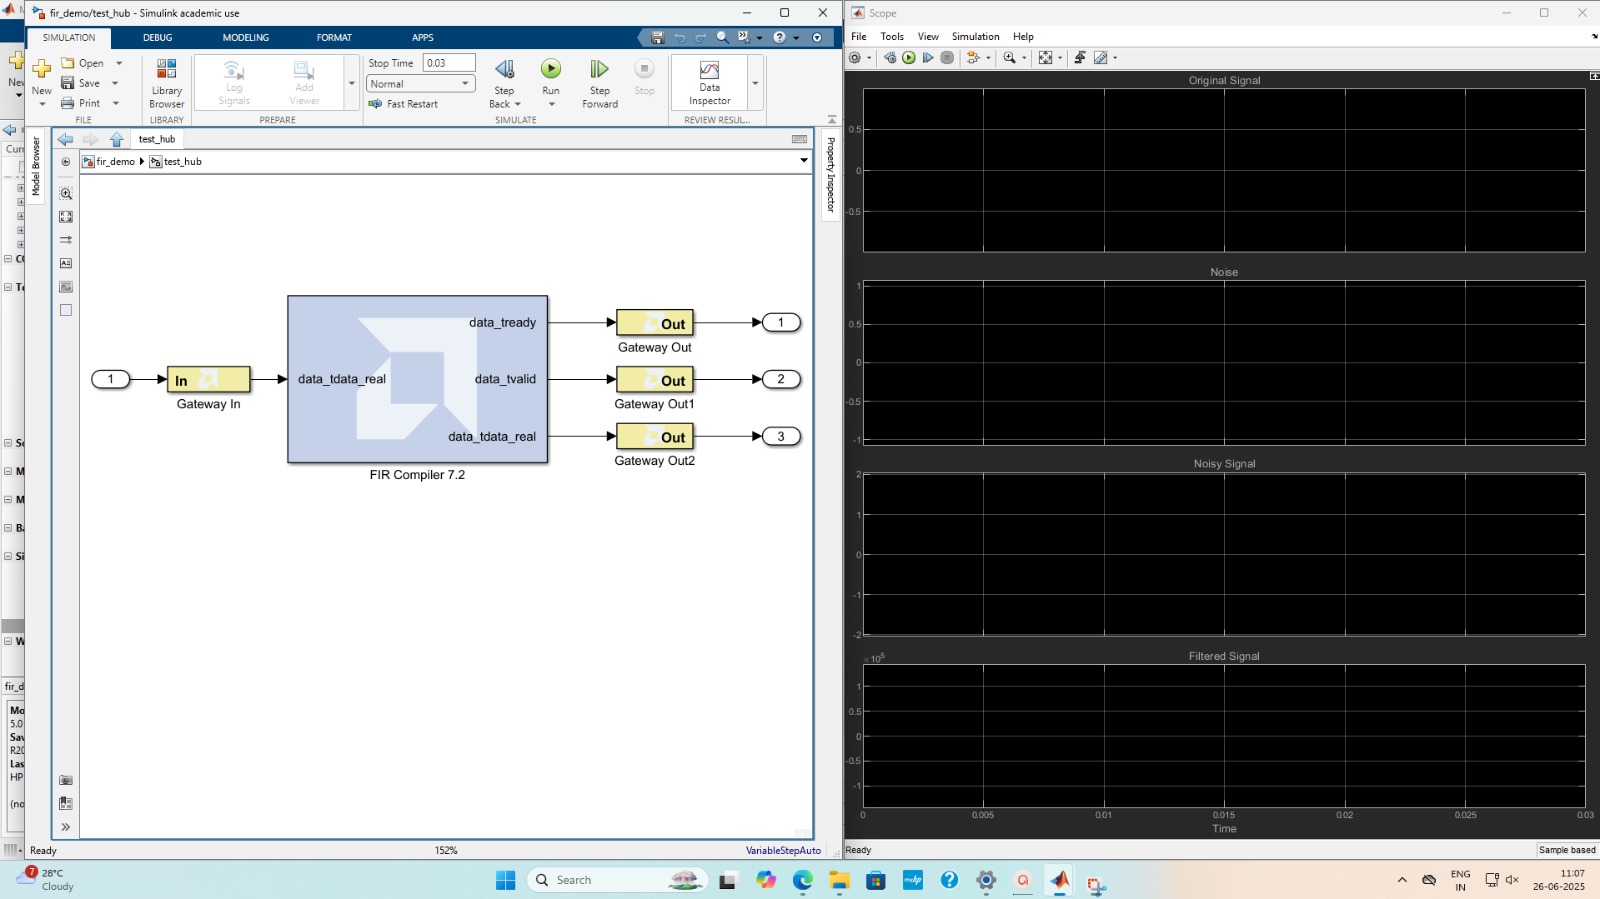 fir_demo/test_hub - Simulink academic use
SIMULATION
DEBUG
MODELING
FORMAT
APPS
New
Open
Save
Print
FILE
Library
Browser
LIBRARY
Log
Signals
Add
Viewer
PREPARE
Stop Time 0.03
Normal
Fast Restart
Step
Back
Run
Step
Forward
Stop
SIMULATE
Data
Inspector
REVIEW RESUL...
Model Browser
test_hub
fir_demo test_hub
Property Inspector
1
In
Gateway In
data_tdata_real
data_tready
data_tvalid
data_tdata_real
FIR Compiler 7.2
Out
Gateway Out
1
Out
Gateway Out1
2
Out
Gateway Out2
3
Ready
152%
VariableStepAuto
Scope
File Tools View Simulation Help
Original Signal
0.5
0
-0.5
Noise
1
0.5
0
-0.5
-1
Noisy Signal
2
1
0
-1
-2
Filtered Signal
× 10⁵
1
0.5
0
-0.5
-1
0 0.005 0.01 0.015 0.02 0.025 0.03
Time
Ready
Sample based
7
28°C
Cloudy
Search
myhp
ENG
IN
11:07
26-06-2025